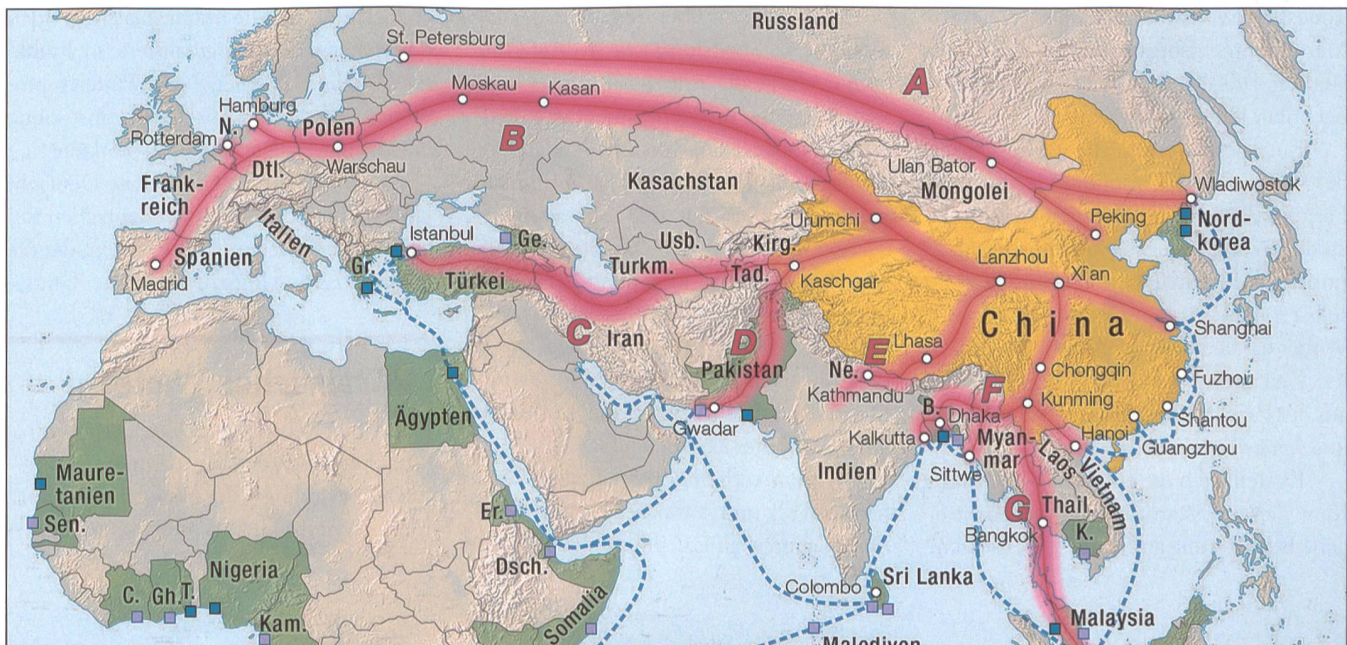 Russland
St. Petersburg
A
Moskau
Kasan
Hamburg
N.
Polen
Rotterdam
B
Dtl.
Warschau
Ulan Bator
Mongolei
Frank-
reich
Kasachstan
Wladiwostok
Urumchi
Peking
Nord-
korea
Italien
Istanbul
Ge.
Usb.
Kirg.
Spanien
Gr.
Turkm.
Tad.
Lanzhou
Madrid
Türkei
Kaschgar
Xi'an
C
Iran
D
China
Shanghai
Lhasa
E
Pakistan
Ne.
Chongqin
Fuzhou
Kathmandu
F
Kunming
Ägypten
Gwadar
B.
Dhaka
Shantou
Kalkutta
Myan-
mar
Hanoi
Guangzhou
Laos
Vietnam
Maure-
tanien
Indien
Sittwe
Sen.
Er.
G
Thail.
Bangkok
K.
Nigeria
Dsch.
C.
Gh.
T.
Colombo
Sri Lanka
Somalia
Malaysia
Kam.
Malediven